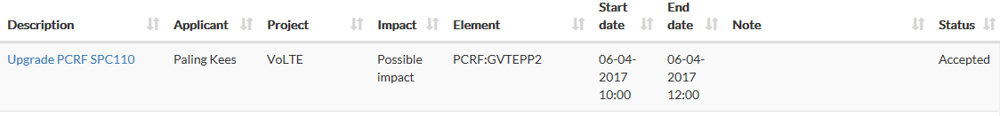 Description Applicant Project Impact Element Start date End date Note Status
Upgrade PCRF SPC110 Paling Kees VoLTE Possible impact PCRF:GVTEPP2 06-04-2017 10:00 06-04-2017 12:00 Accepted